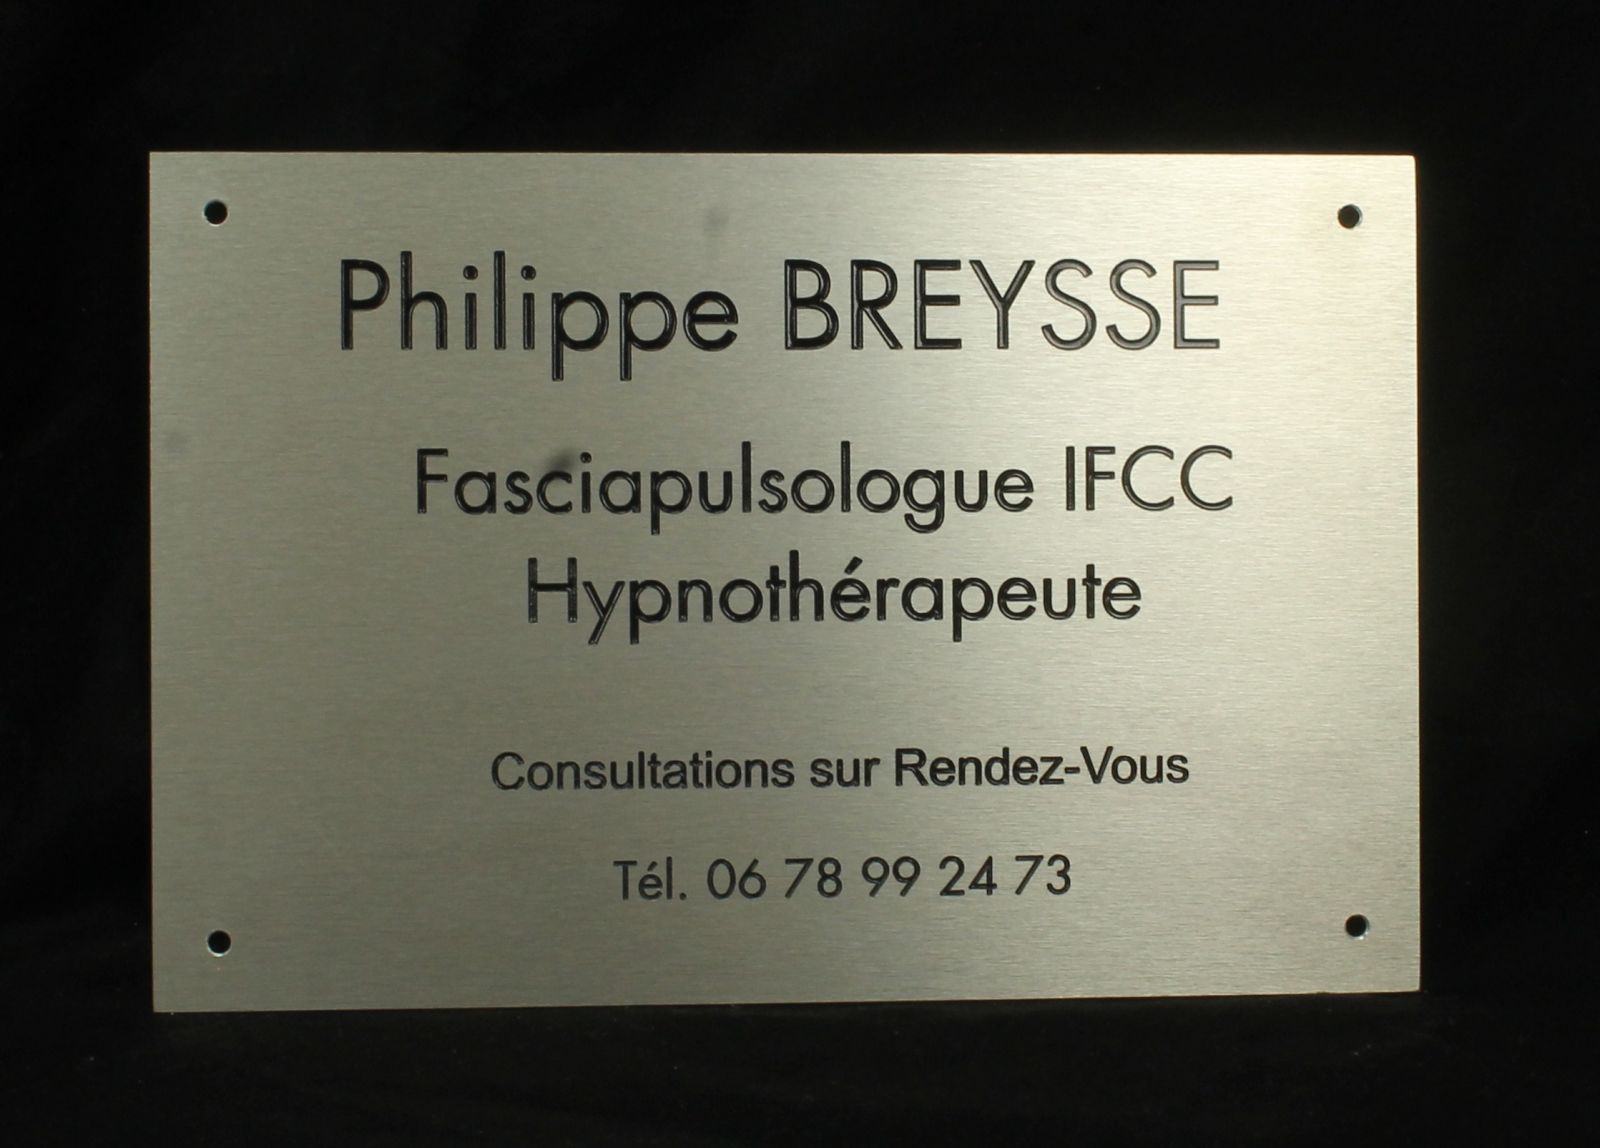 Philippe BREYSSE
Fasciapulsologue IFCC
Hypnothérapeute
Consultations sur Rendez-Vous
Tél. 06 78 99 24 73